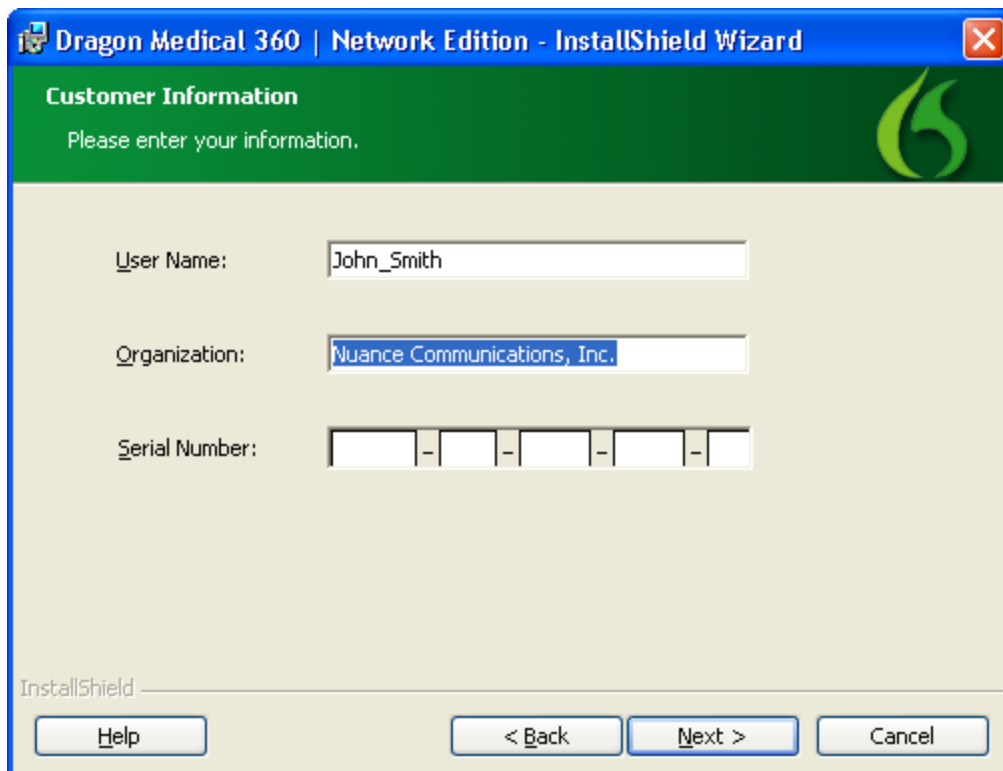 Dragon Medical 360 | Network Edition - InstallShield Wizard
Customer Information
Please enter your information.
User Name: John_Smith
Organization: Nuance Communications, Inc.
Serial Number: - - - -
InstallShield
Help < Back Next > Cancel